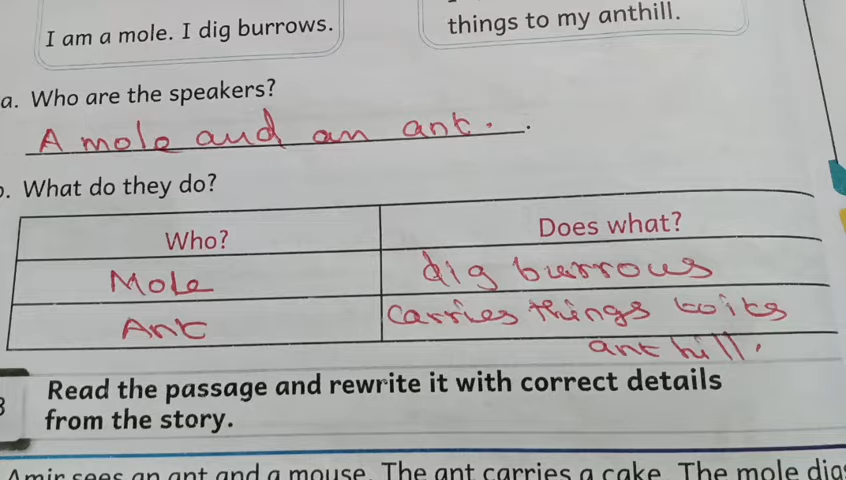 I am a mole. I dig burrows.
things to my anthill.
a. Who are the speakers?
A mole and an ant.
. What do they do?
Who? Does what?
Mole dig burrows
Ant carries things to its
ant hill.
Read the passage and rewrite it with correct details
from the story.
Amir sees an ant and a mouse. The ant carries a cake. The mole digs